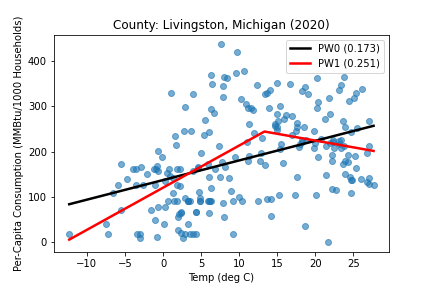 County: Livingston, Michigan (2020)
PW0 (0.173)
PW1 (0.251)
Per-Capita Consumption (MMBtu/1000 Households)
400
300
200
100
0
−10 −5 0 5 10 15 20 25
Temp (deg C)